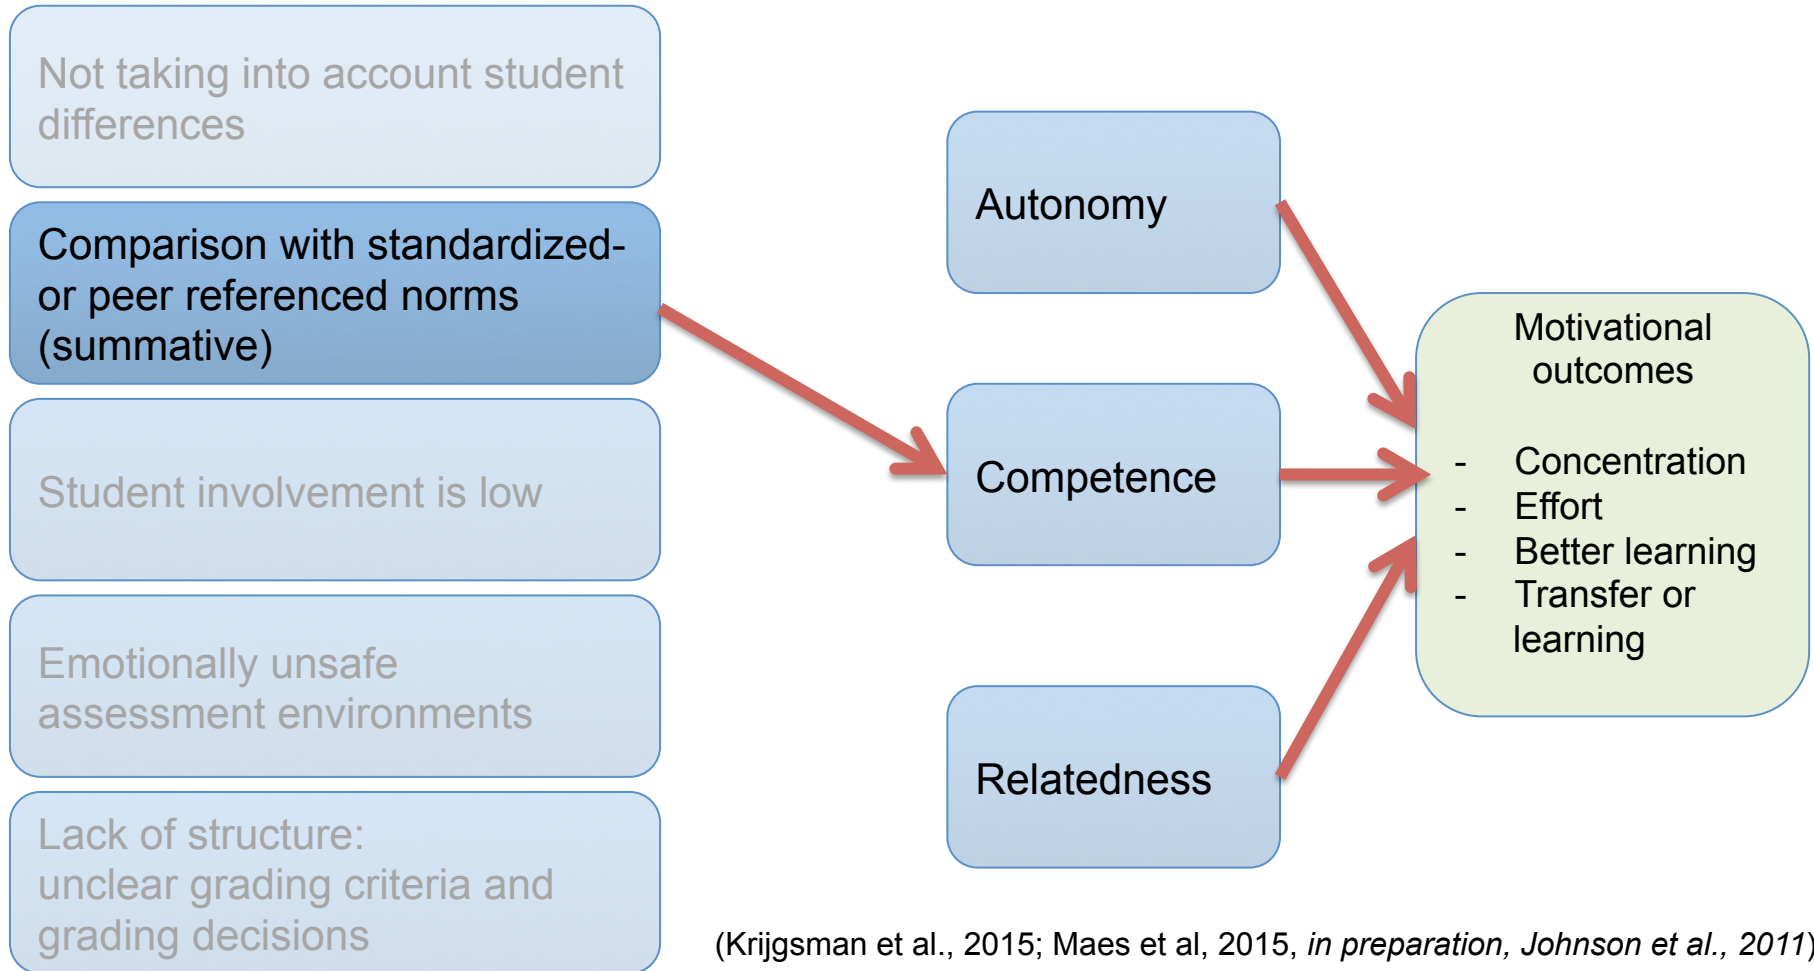 Not taking into account student
differences
Comparison with standardized-
or peer referenced norms
(summative)
Student involvement is low
Emotionally unsafe
assessment environments
Lack of structure:
unclear grading criteria and
grading decisions
Autonomy
Competence
Relatedness
Motivational
outcomes
- Concentration
- Effort
- Better learning
- Transfer or
learning
(Krijgsman et al., 2015; Maes et al, 2015, in preparation, Johnson et al., 2011)